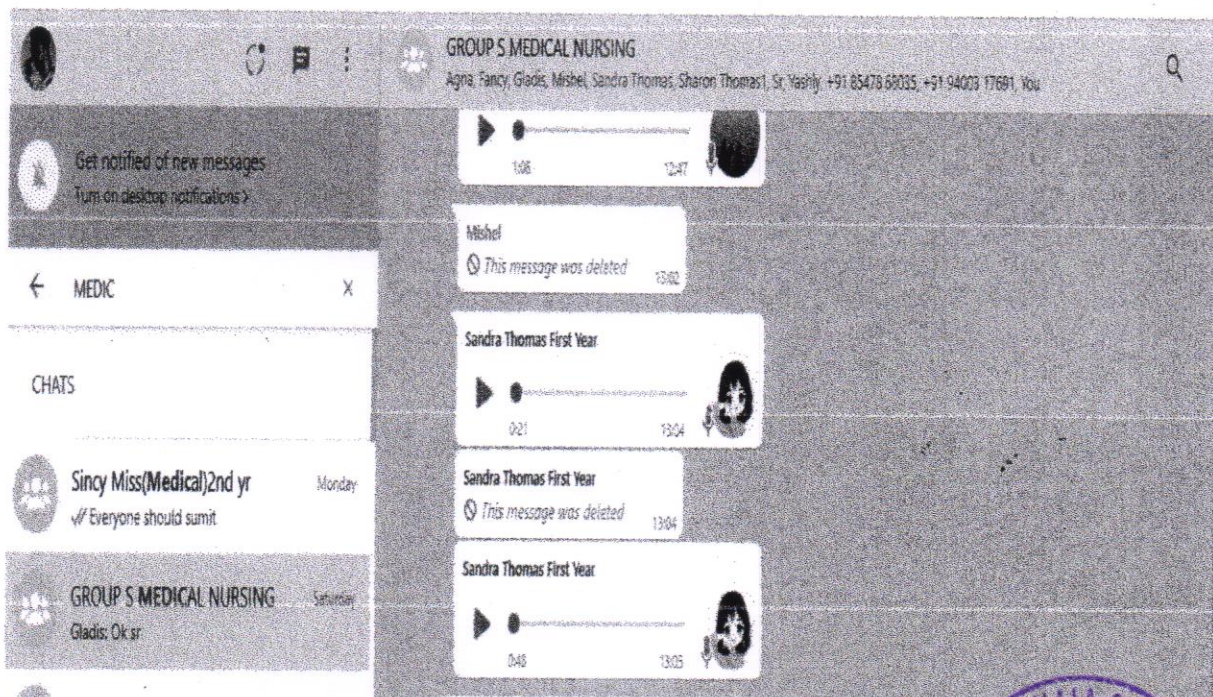 GROUP S MEDICAL NURSING
Agna, Fancy, Gladis, Mishel, Sandra Thomas, Sharon Thomas1, Sr, Yashly, +91 85478 68035, +91 94003 17691, You
Get notified of new messages
Turn on desktop notifications >
MEDIC
CHATS
Sincy Miss(Medical)2nd yr
Monday
Everyone should sumit
GROUP S MEDICAL NURSING
Saturday
Gladis: Ok sr
1:06
12:47
Mishel
This message was deleted
13:02
Sandra Thomas First Year
0:21
13:04
Sandra Thomas First Year
This message was deleted
13:04
Sandra Thomas First Year
0:48
13:05